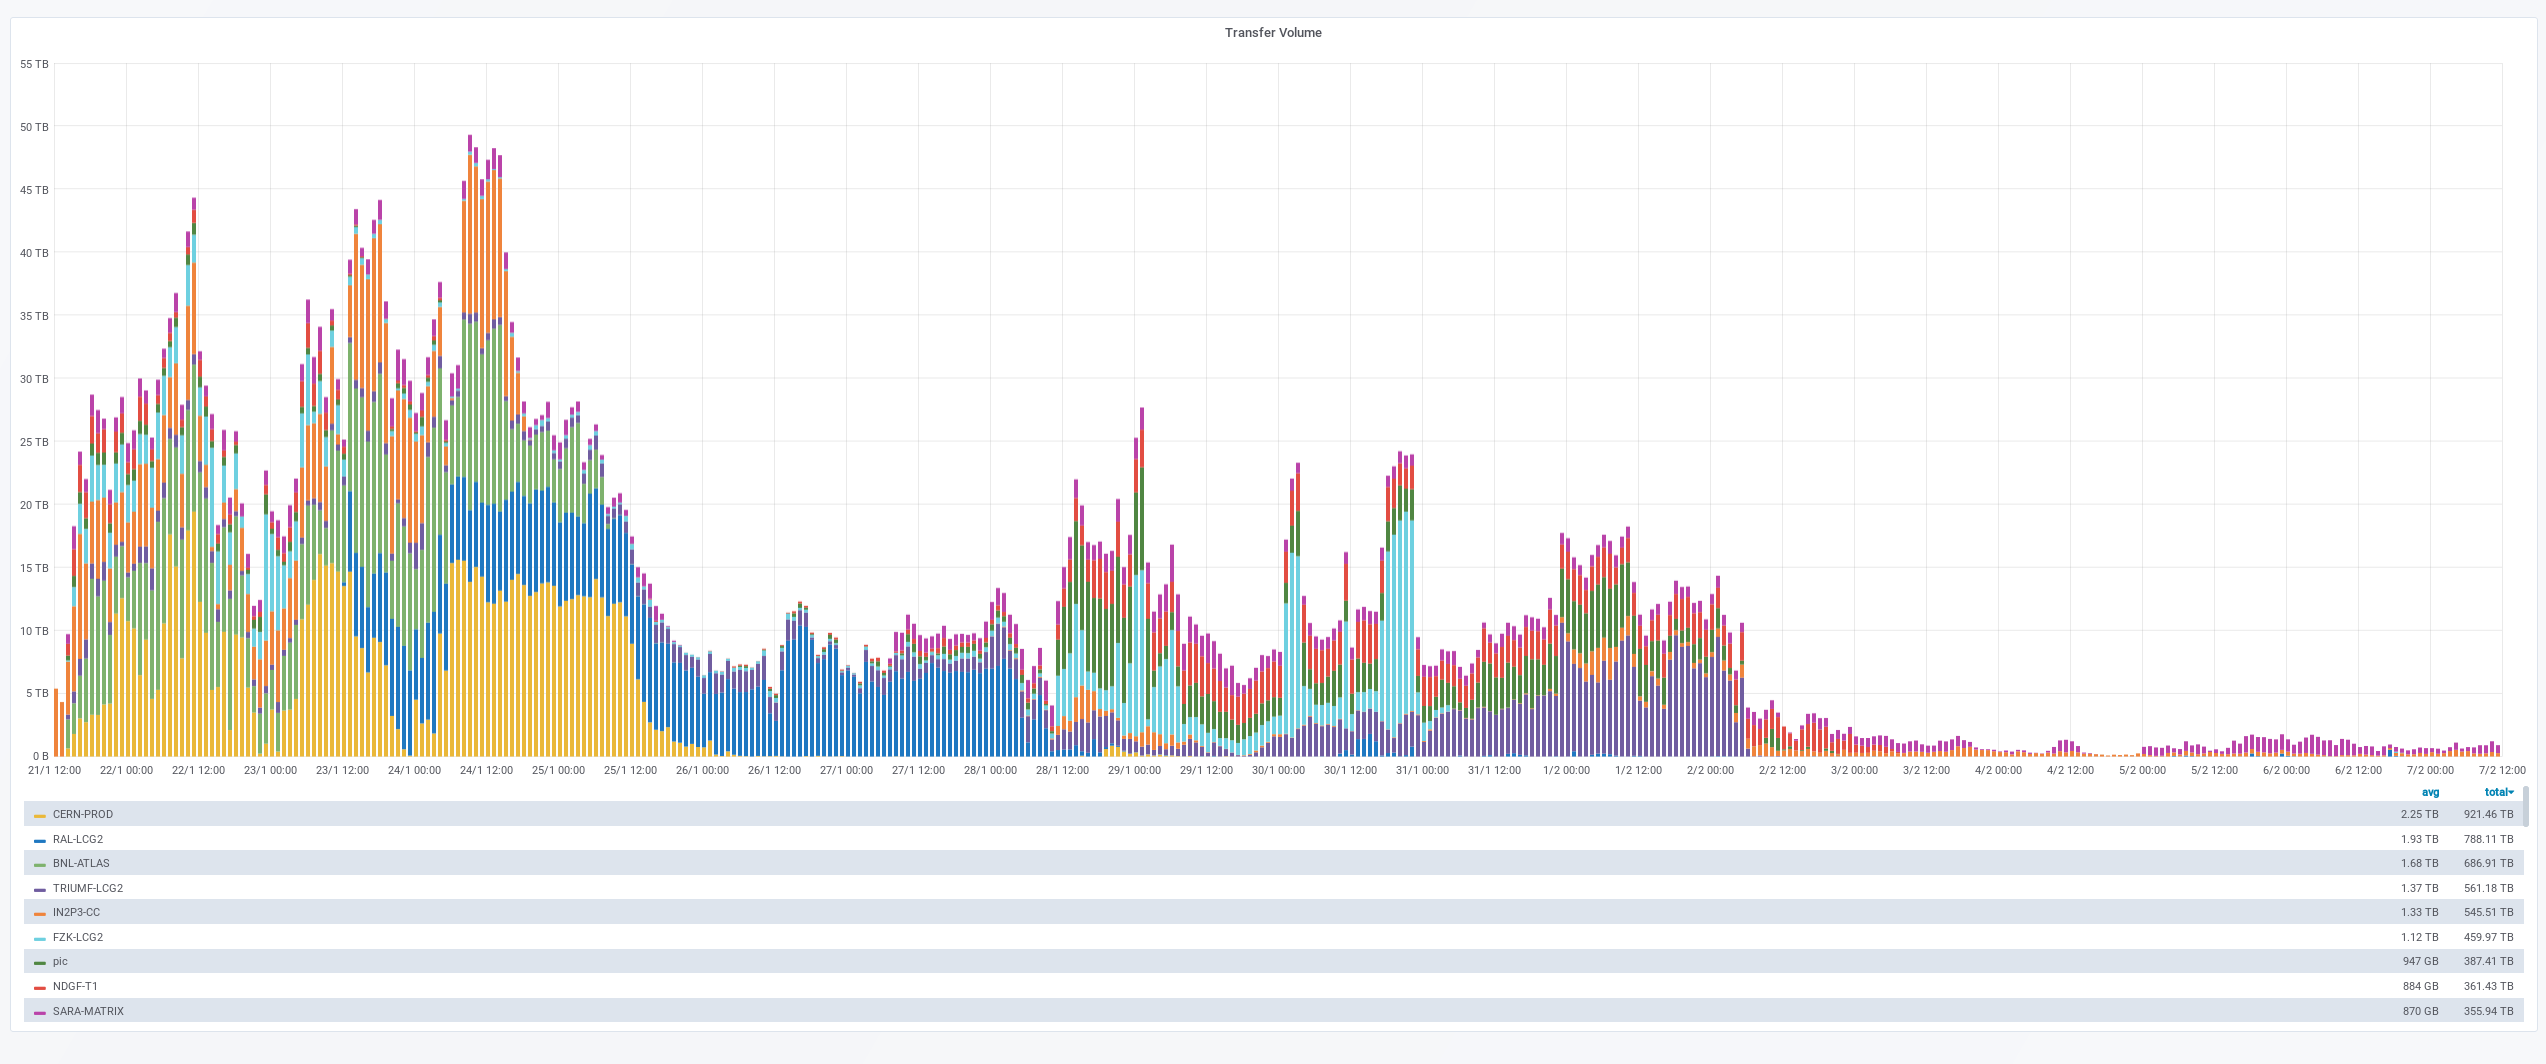 Transfer Volume
55 TB
50 TB
45 TB
40 TB
35 TB
30 TB
25 TB
20 TB
15 TB
10 TB
5 TB
0 B
21/1 12:00 22/1 00:00 22/1 12:00 23/1 00:00 23/1 12:00 24/1 00:00 24/1 12:00 25/1 00:00 25/1 12:00 26/1 00:00 26/1 12:00 27/1 00:00 27/1 12:00 28/1 00:00 28/1 12:00 29/1 00:00 29/1 12:00 30/1 00:00 30/1 12:00 31/1 00:00 31/1 12:00 1/2 00:00 1/2 12:00 2/2 00:00 2/2 12:00 3/2 00:00 3/2 12:00 4/2 00:00 4/2 12:00 5/2 00:00 5/2 12:00 6/2 00:00 6/2 12:00 7/2 00:00 7/2 12:00
avg total
CERN-PROD 2.25 TB 921.46 TB
RAL-LCG2 1.93 TB 788.11 TB
BNL-ATLAS 1.68 TB 686.91 TB
TRIUMF-LCG2 1.37 TB 561.18 TB
IN2P3-CC 1.33 TB 545.51 TB
FZK-LCG2 1.12 TB 459.97 TB
pic 947 GB 387.41 TB
NDGF-T1 884 GB 361.43 TB
SARA-MATRIX 870 GB 355.94 TB